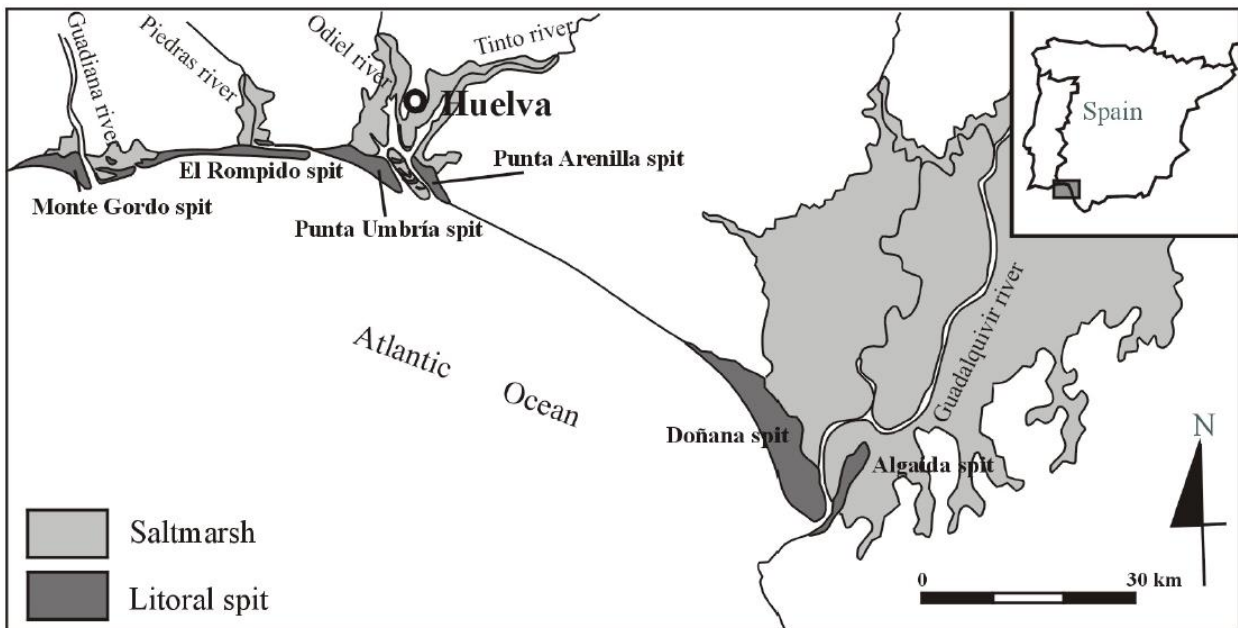 Guadiana river
Piedras river
Odiel river
Tinto river
Huelva
Spain
Punta Arenilla spit
El Rompido spit
Monte Gordo spit
Punta Umbría spit
Atlantic
Ocean
Guadalquivir river
Doñana spit
Algaida spit
N
Saltmarsh
Litoral spit
0 30 km